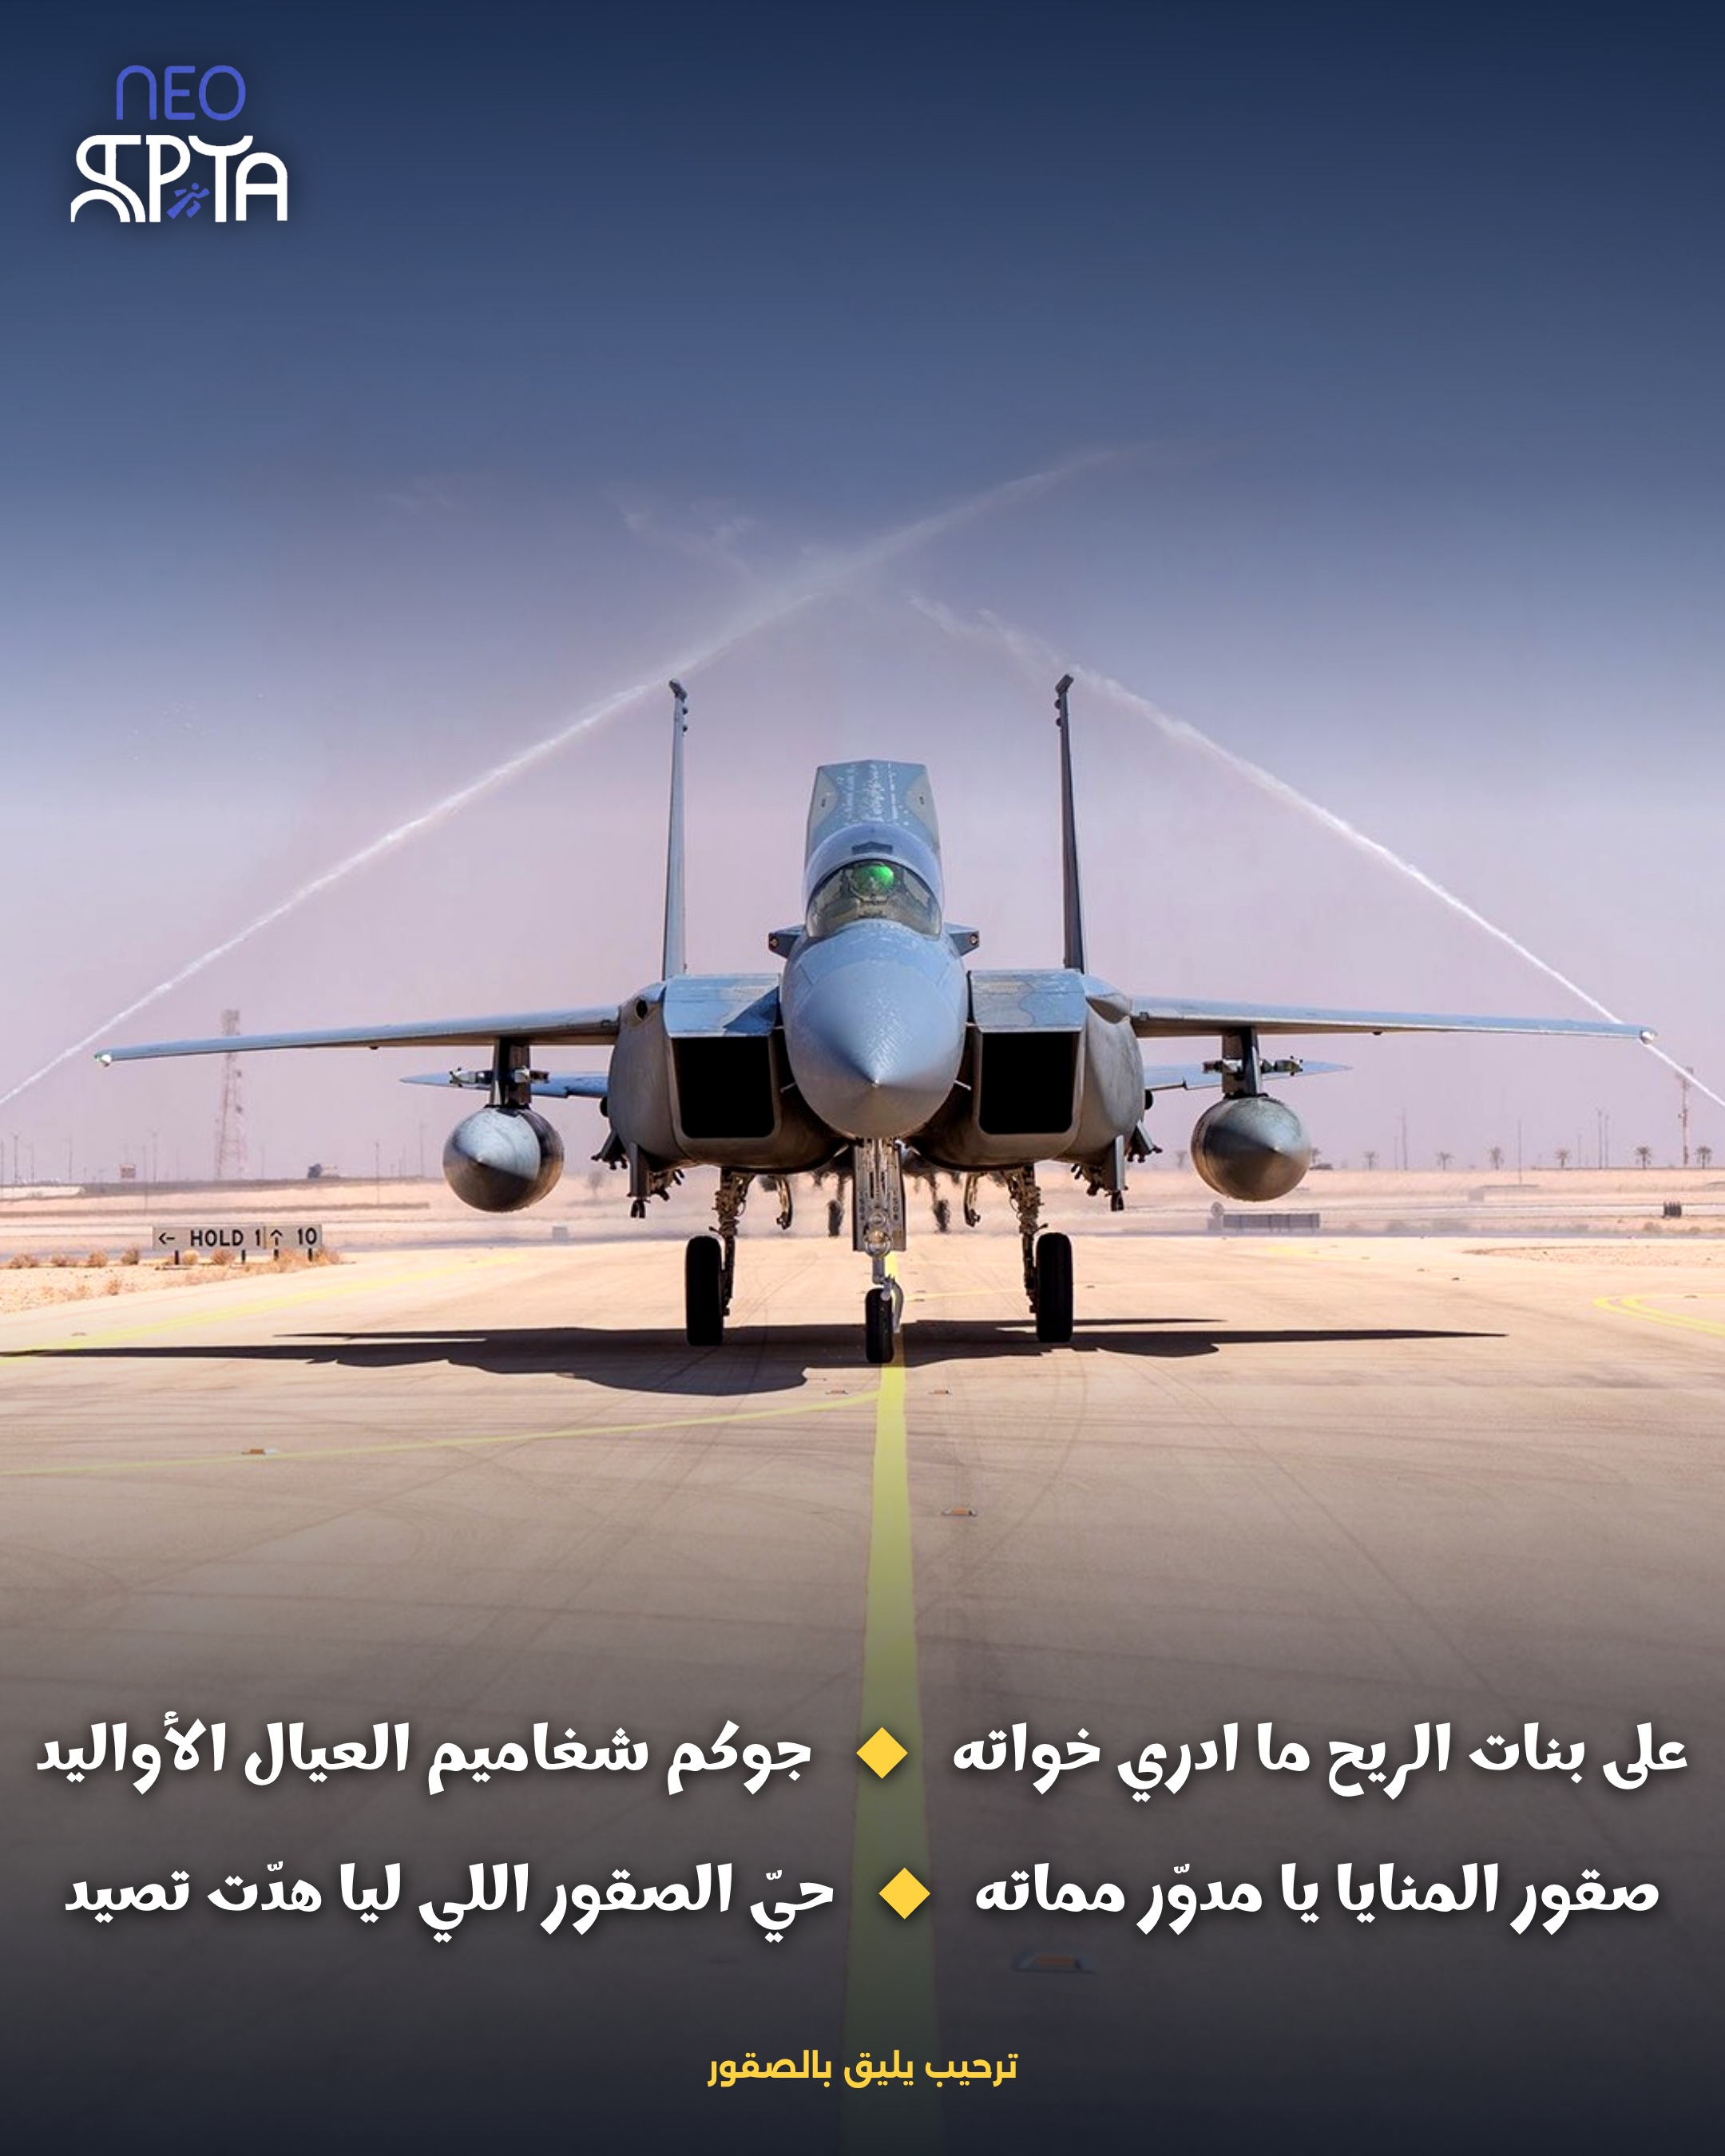 NEO
SPTA
← HOLD 1 ↑ 10
على بنات الريح ما ادري خواته ◆ جوكم شغاميم العيال الأواليد
صقور المنايا يا مدوّر مماته ◆ حيّ الصقور اللي ليا هدّت تصيد
ترحيب يليق بالصقور